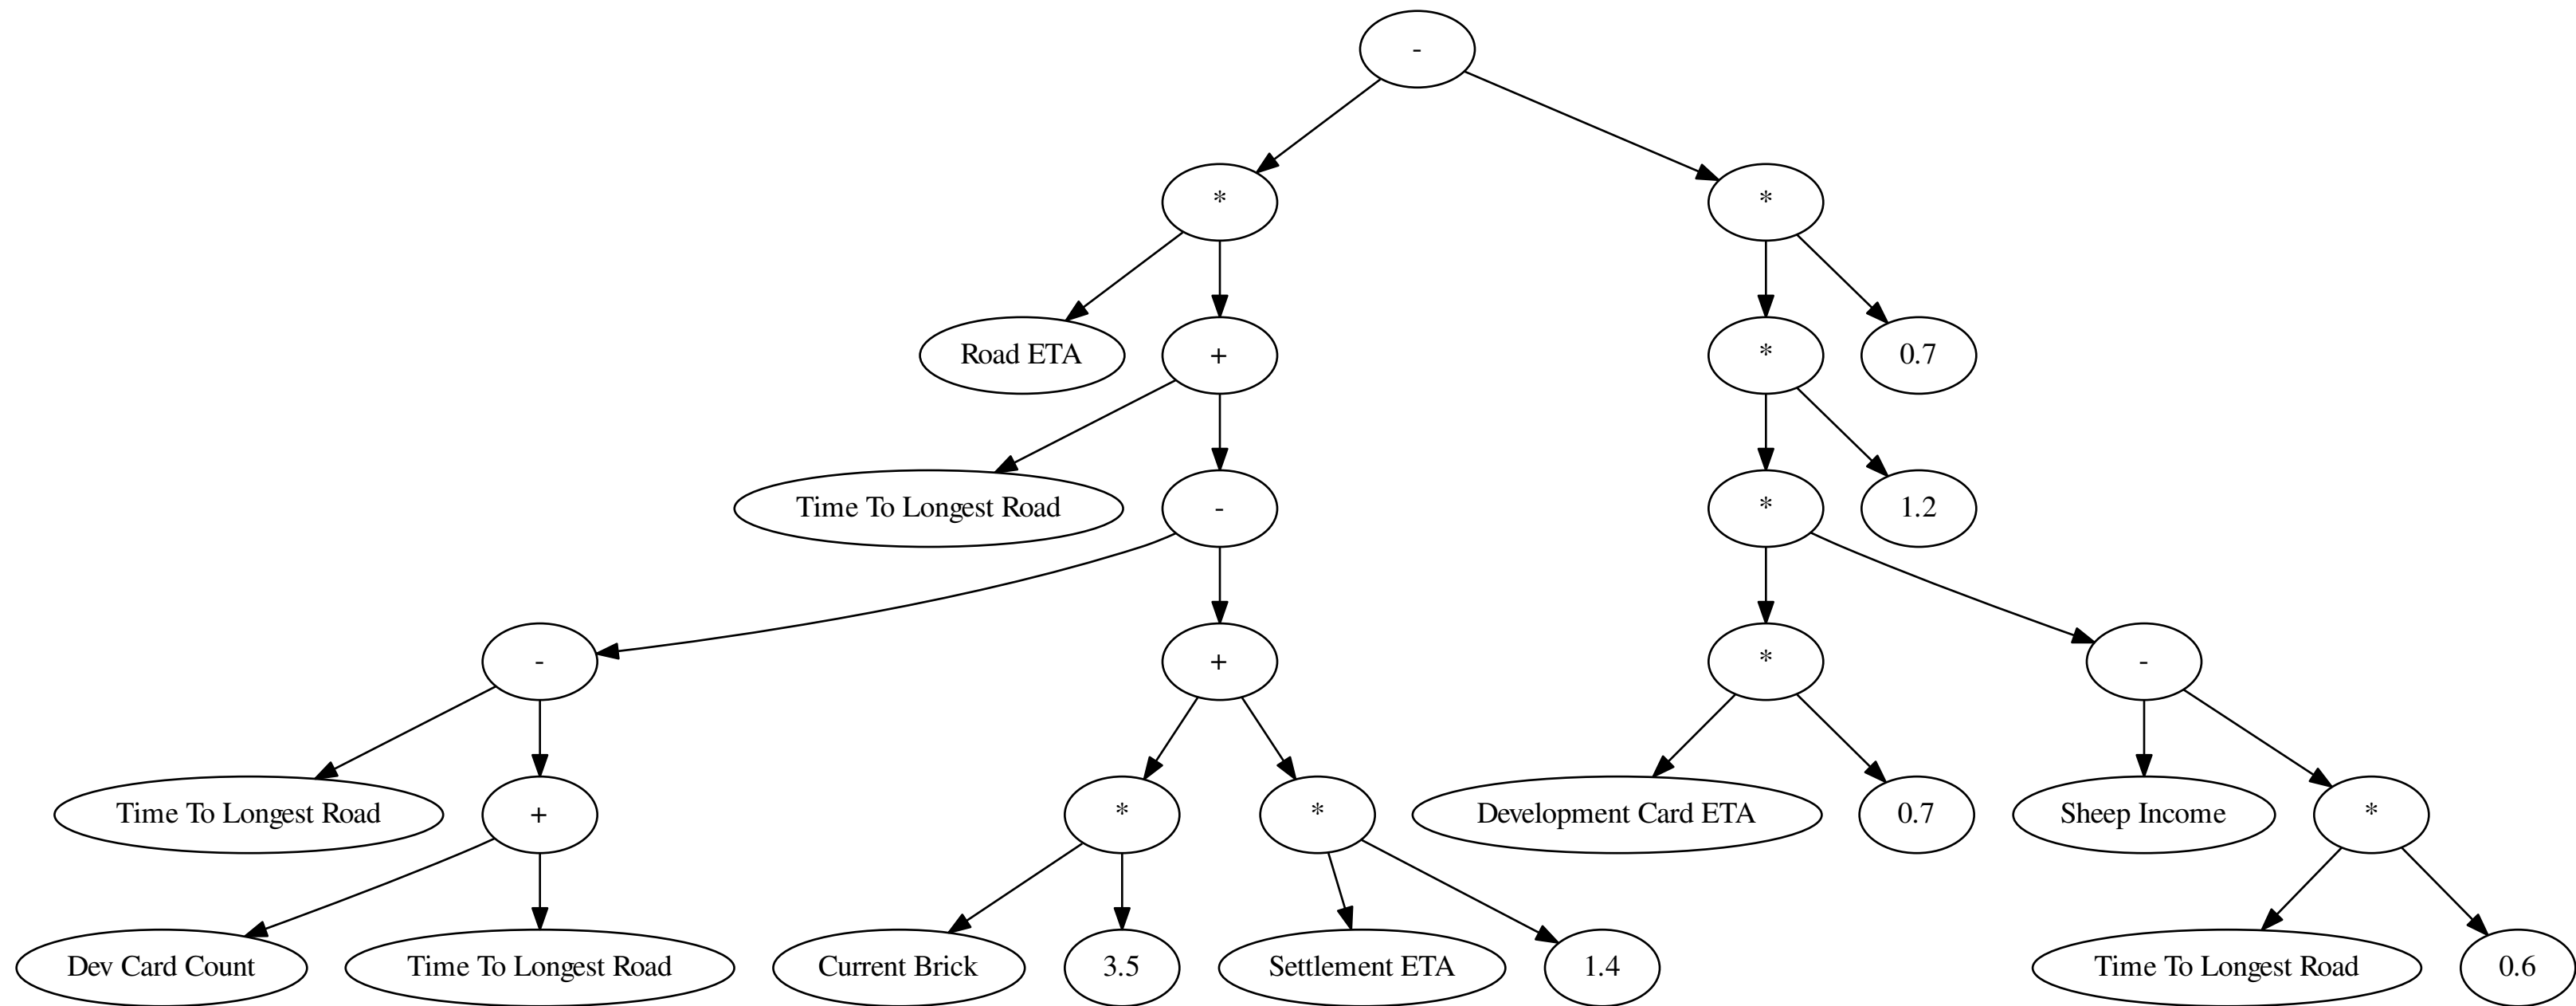 -
*
*
Road ETA
+
*
0.7
Time To Longest Road
-
*
1.2
-
+
*
-
Time To Longest Road
+
*
*
Development Card ETA
0.7
Sheep Income
*
Dev Card Count
Time To Longest Road
Current Brick
3.5
Settlement ETA
1.4
Time To Longest Road
0.6